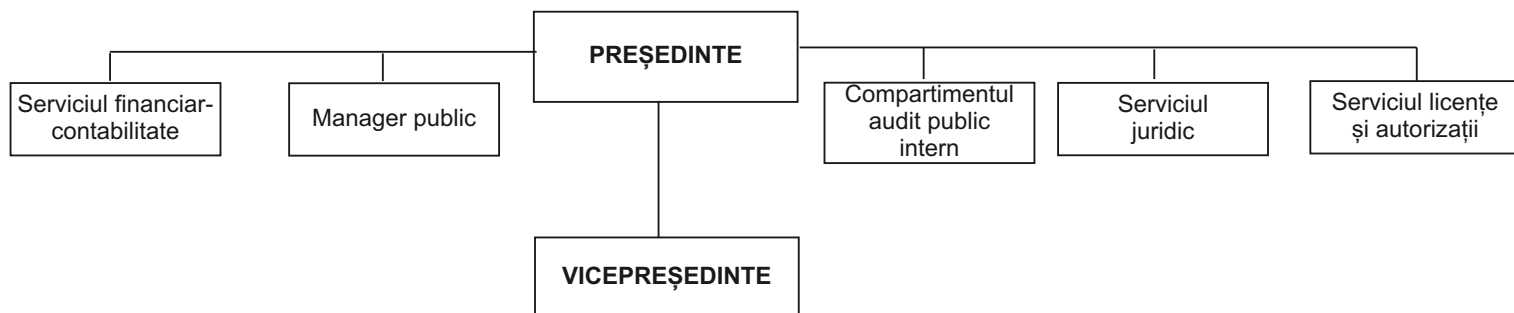 PREȘEDINTE
Serviciul financiar-
contabilitate
Manager public
Compartimentul
audit public
intern
Serviciul
juridic
Serviciul licențe
și autorizații
VICEPREȘEDINTE